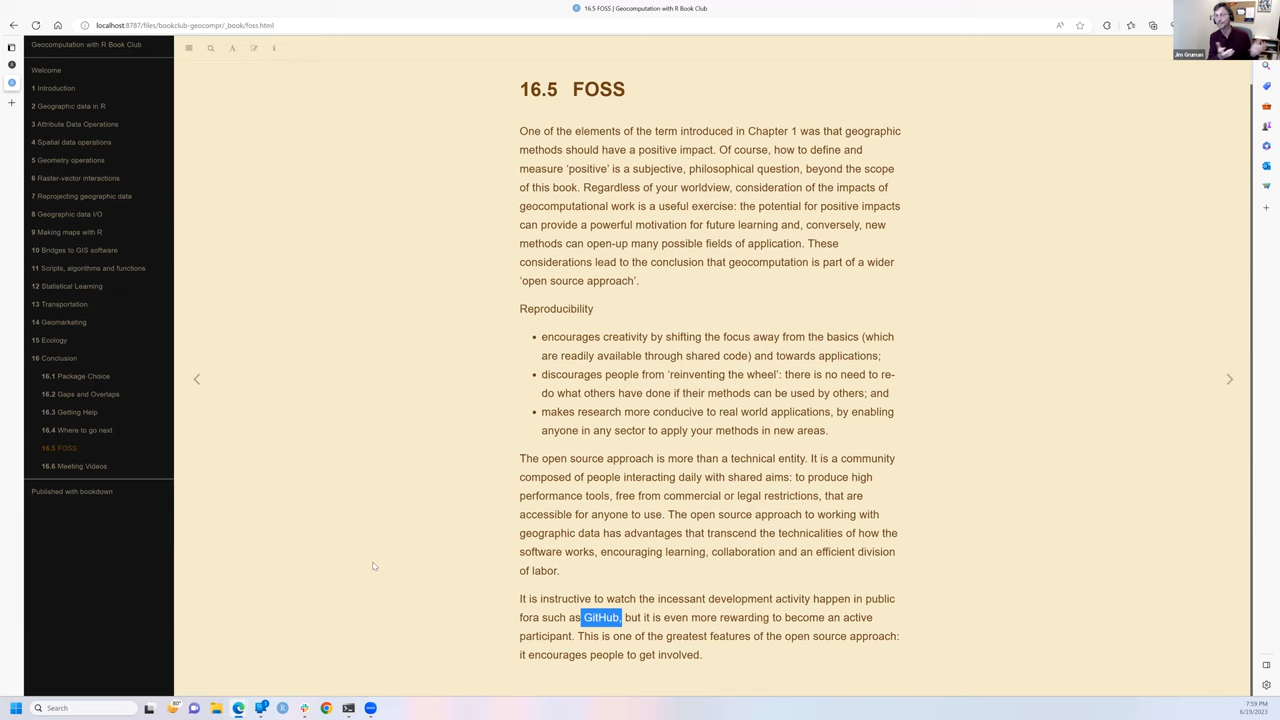 16.5 FOSS | Geocomputation with R Book Club
localhost:8787/files/bookclub-geocompr/_book/foss.html
Jim Gruman
Geocomputation with R Book Club
Welcome
1 Introduction
2 Geographic data in R
3 Attribute Data Operations
4 Spatial data operations
5 Geometry operations
6 Raster-vector interactions
7 Reprojecting geographic data
8 Geographic data I/O
9 Making maps with R
10 Bridges to GIS software
11 Scripts, algorithms and functions
12 Statistical Learning
13 Transportation
14 Geomarketing
15 Ecology
16 Conclusion
16.1 Package Choice
16.2 Gaps and Overlaps
16.3 Getting Help
16.4 Where to go next
16.5 FOSS
16.6 Meeting Videos
Published with bookdown
16.5 FOSS
One of the elements of the term introduced in Chapter 1 was that geographic
methods should have a positive impact. Of course, how to define and
measure ‘positive’ is a subjective, philosophical question, beyond the scope
of this book. Regardless of your worldview, consideration of the impacts of
geocomputational work is a useful exercise: the potential for positive impacts
can provide a powerful motivation for future learning and, conversely, new
methods can open-up many possible fields of application. These
considerations lead to the conclusion that geocomputation is part of a wider
‘open source approach’.
Reproducibility
• encourages creativity by shifting the focus away from the basics (which
are readily available through shared code) and towards applications;
• discourages people from ‘reinventing the wheel’: there is no need to re-
do what others have done if their methods can be used by others; and
• makes research more conducive to real world applications, by enabling
anyone in any sector to apply your methods in new areas.
The open source approach is more than a technical entity. It is a community
composed of people interacting daily with shared aims: to produce high
performance tools, free from commercial or legal restrictions, that are
accessible for anyone to use. The open source approach to working with
geographic data has advantages that transcend the technicalities of how the
software works, encouraging learning, collaboration and an efficient division
of labor.
It is instructive to watch the incessant development activity happen in public
fora such as GitHub, but it is even more rewarding to become an active
participant. This is one of the greatest features of the open source approach:
it encourages people to get involved.
Search
80°
7:59 PM
6/19/2023